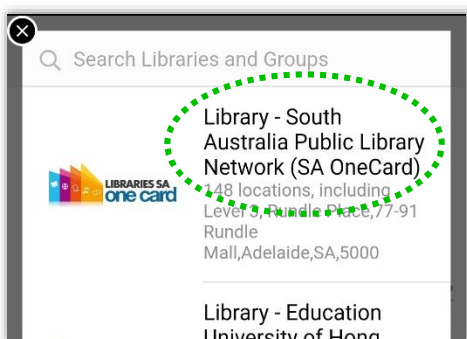 Search Libraries and Groups
Library - South
Australia Public Library
Network (SA OneCard)
LIBRARIES SA
one card
148 locations, including
Level 3, Rundle Place,77-91
Rundle
Mall,Adelaide,SA,5000
Library - Education
University of Hong